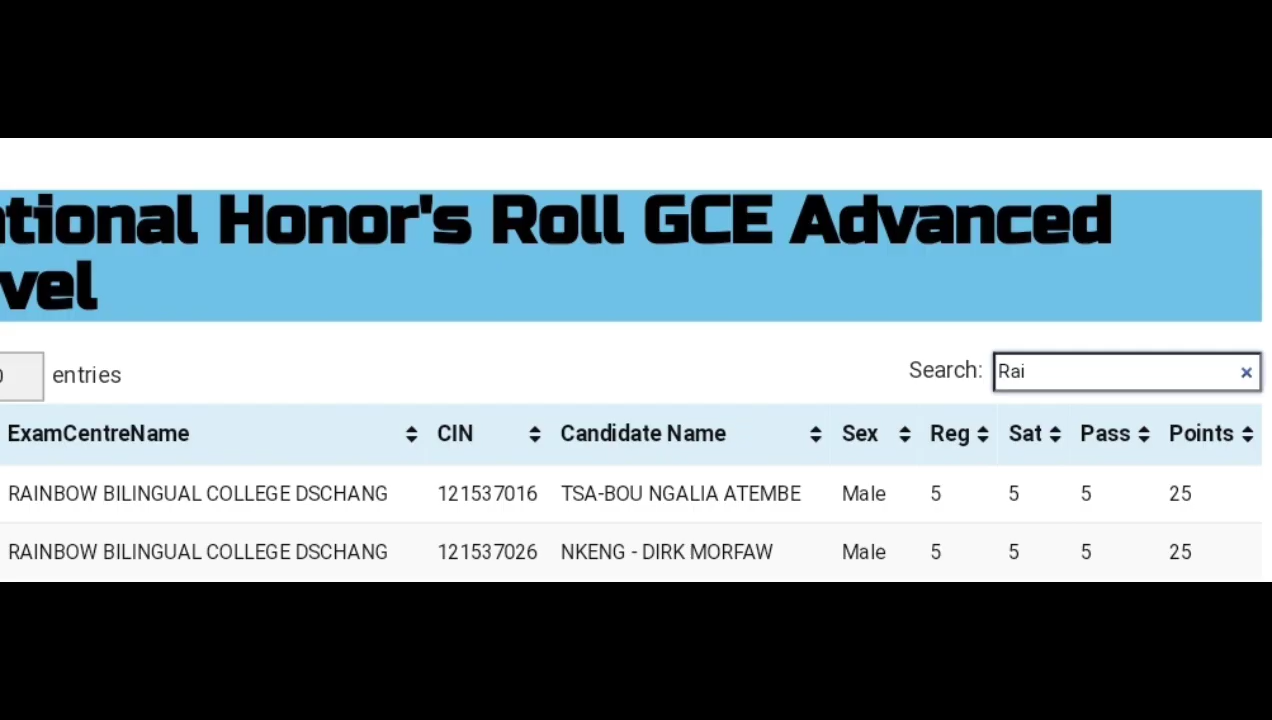 ational Honor's Roll GCE Advanced
vel
0 entries
Search: Rai ×
ExamCentreName CIN Candidate Name Sex Reg Sat Pass Points
RAINBOW BILINGUAL COLLEGE DSCHANG 121537016 TSA-BOU NGALIA ATEMBE Male 5 5 5 25
RAINBOW BILINGUAL COLLEGE DSCHANG 121537026 NKENG - DIRK MORFAW Male 5 5 5 25